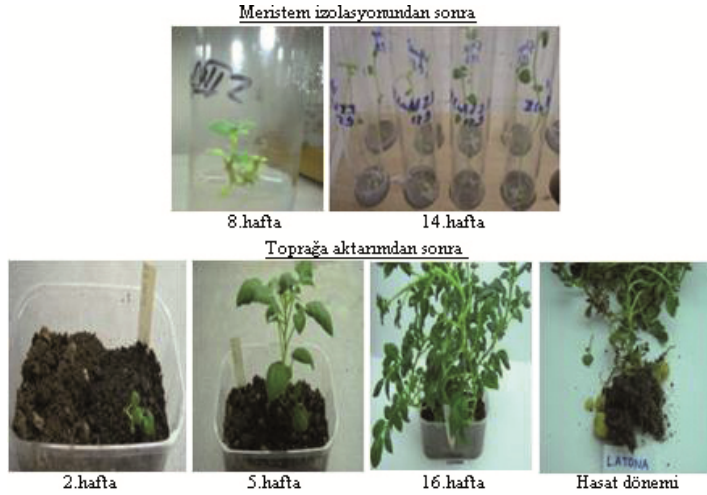 Meristem izolasyonundan sonra
8.hafta 14.hafta
Toprağa aktarımdan sonra
LATONA
2.hafta 5.hafta 16.hafta Hasat dönemi